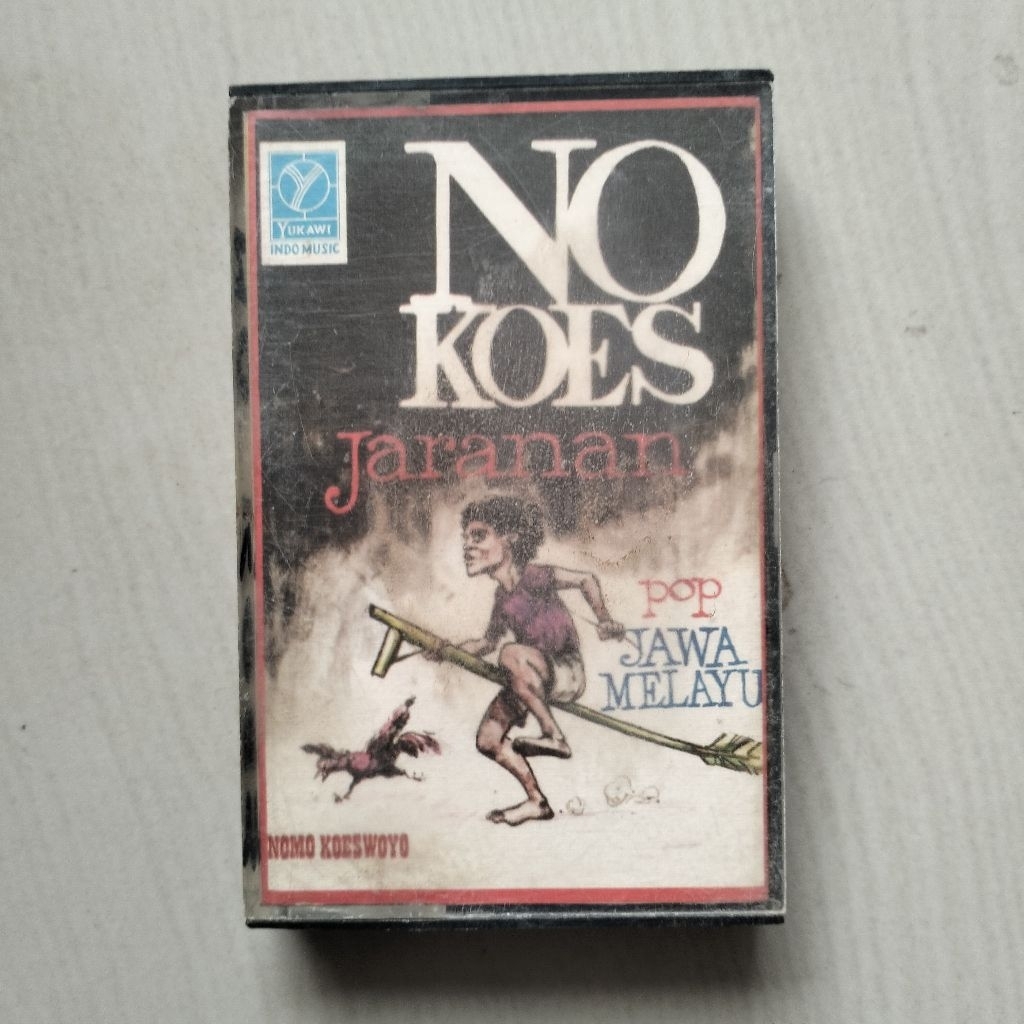 YUKAWI
INDO MUSIC
NO
KOES
Jaranan
pop
JAWA
MELAYU
NOMO KOESWOYO